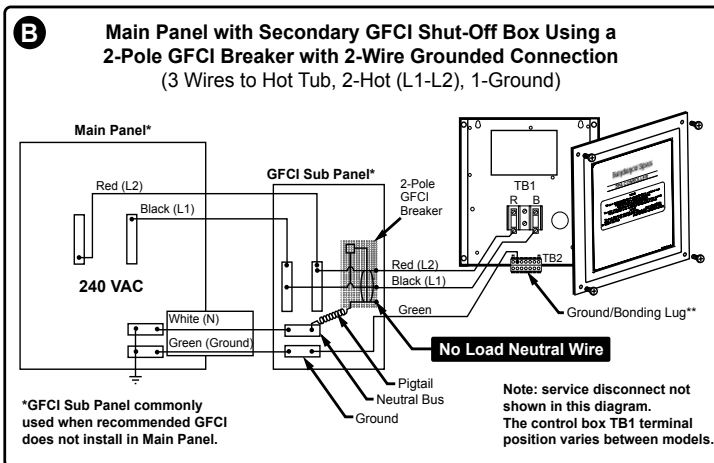 B
Main Panel with Secondary GFCI Shut-Off Box Using a
2-Pole GFCI Breaker with 2-Wire Grounded Connection
(3 Wires to Hot Tub, 2-Hot (L1-L2), 1-Ground)
Main Panel*
GFCI Sub Panel*
2-Pole
GFCI
Breaker
Red (L2)
Black (L1)
240 VAC
White (N)
Green (Ground)
TB1
R B
TB2
Red (L2)
Black (L1)
Green
Ground/Bonding Lug**
No Load Neutral Wire
Pigtail
Neutral Bus
Ground
*GFCI Sub Panel commonly
used when recommended GFCI
does not install in Main Panel.
Note: service disconnect not
shown in this diagram.
The control box TB1 terminal
position varies between models.